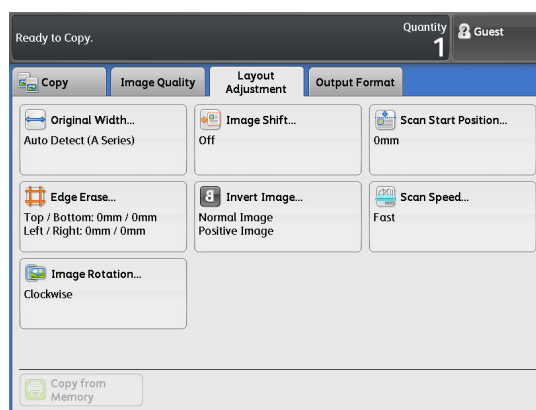 Ready to Copy.
Quantity
1
Guest
Copy
Image Quality
Layout
Adjustment
Output Format
Original Width...
Auto Detect (A Series)
Image Shift...
Off
Scan Start Position...
0mm
Edge Erase...
Top / Bottom: 0mm / 0mm
Left / Right: 0mm / 0mm
Invert Image...
Normal Image
Positive Image
Scan Speed...
Fast
Image Rotation...
Clockwise
Copy from
Memory